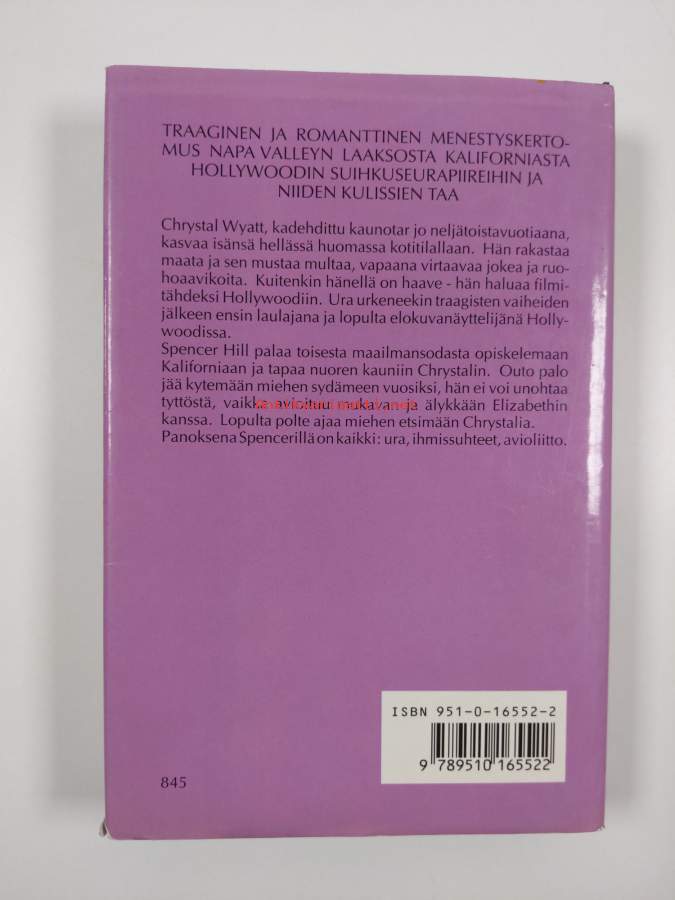 TRAAGINEN JA ROMANTTINEN MENESTYSKERTO-
MUS NAPA VALLEYN LAAKSOSTA KALIFORNIASTA
HOLLYWOODIN SUIHKUSEURAPIIREIHIN JA
NIIDEN KULISSIEN TAA
Chrystal Wyatt, kadehdittu kaunotar jo neljätoistavuotiaana,
kasvaa isänsä hellässä huomassa kotitilallaan. Hän rakastaa
maata ja sen mustaa multaa, vapaana virtaavaa jokea ja ruo-
hoaavikoita. Kuitenkin hänellä on haave - hän haluaa filmi-
tähdeksi Hollywoodiin. Ura urkeneekin traagisten vaiheiden
jälkeen ensin laulajana ja lopulta elokuvanäyttelijänä Holly-
woodissa.
Spencer Hill palaa toisesta maailmansodasta opiskelemaan
Kaliforniaan ja tapaa nuoren kauniin Chrystalin. Outo palo
jää kytemään miehen sydämeen vuosiksi, hän ei voi unohtaa
tyttöstä, vaikka avioituu mukavan ja älykkään Elizabethin
kanssa. Lopulta polte ajaa miehen etsimään Chrystalia.
Panoksena Spencerillä on kaikki: ura, ihmissuhteet, avioliitto.
ISBN 951-0-16552-2
9 789510 165522
845